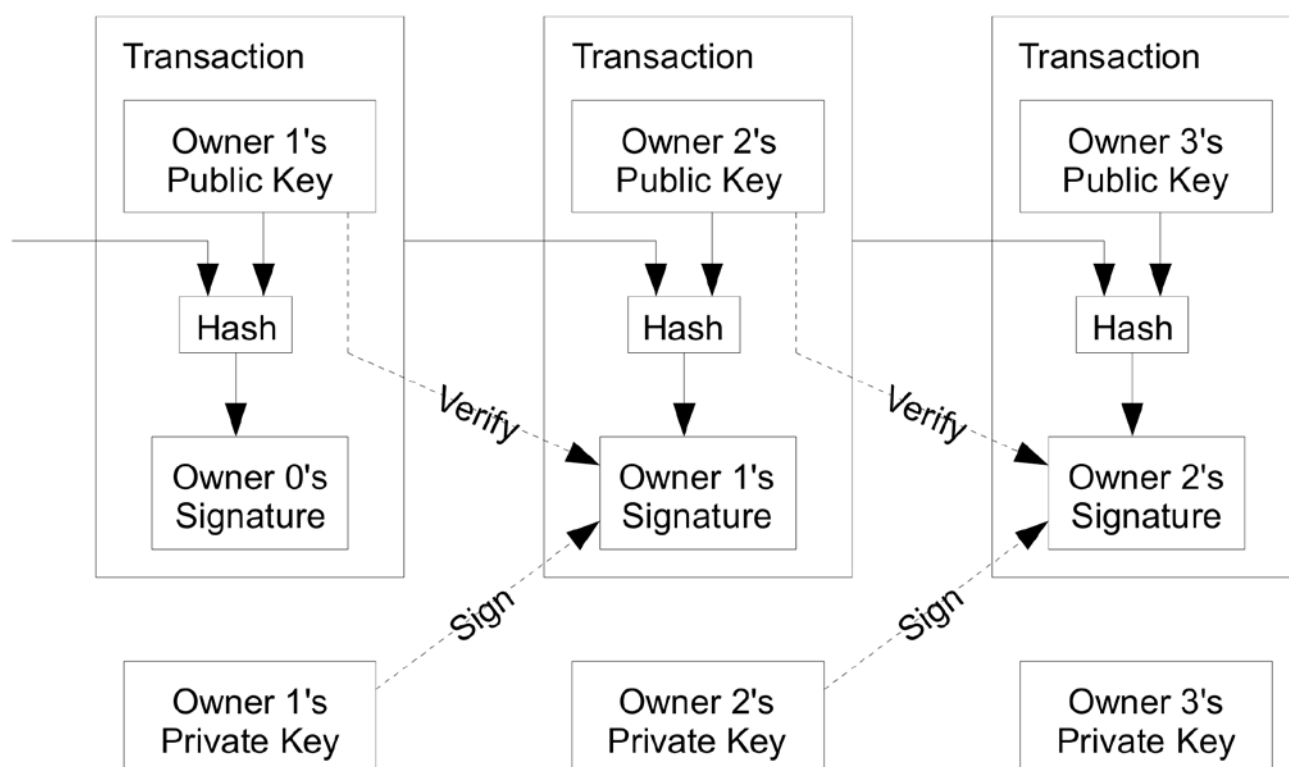 Transaction
Transaction
Transaction
Owner 1's
Public Key
Owner 2's
Public Key
Owner 3's
Public Key
Hash
Hash
Hash
Verify
Verify
Owner 0's
Signature
Owner 1's
Signature
Owner 2's
Signature
Sign
Sign
Owner 1's
Private Key
Owner 2's
Private Key
Owner 3's
Private Key